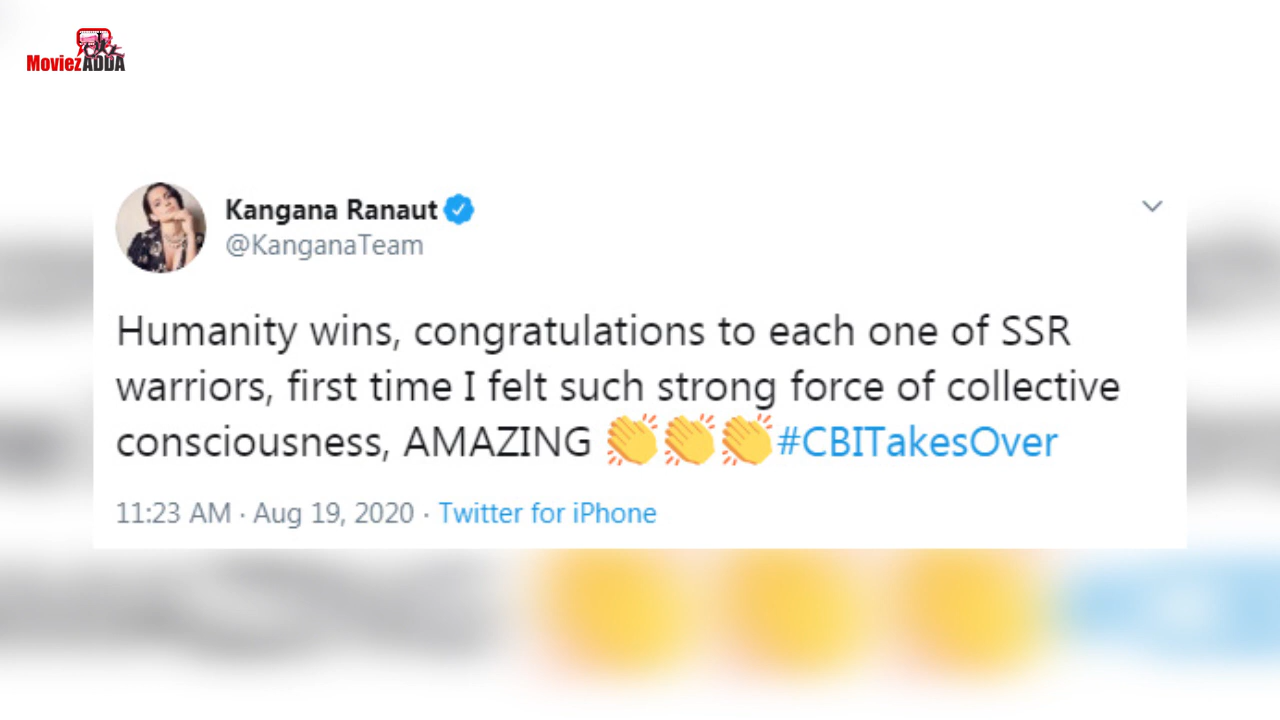 MoviezADDA
Kangana Ranaut
@KanganaTeam
Humanity wins, congratulations to each one of SSR
warriors, first time I felt such strong force of collective
consciousness, AMAZING 👏👏👏#CBITakesOver
11:23 AM · Aug 19, 2020 · Twitter for iPhone